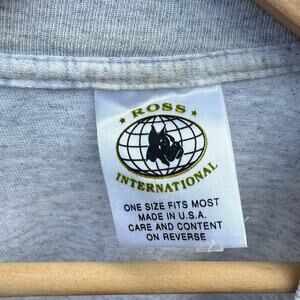 ROSS
INTERNATIONAL
ONE SIZE FITS MOST
MADE IN U.S.A.
CARE AND CONTENT
ON REVERSE